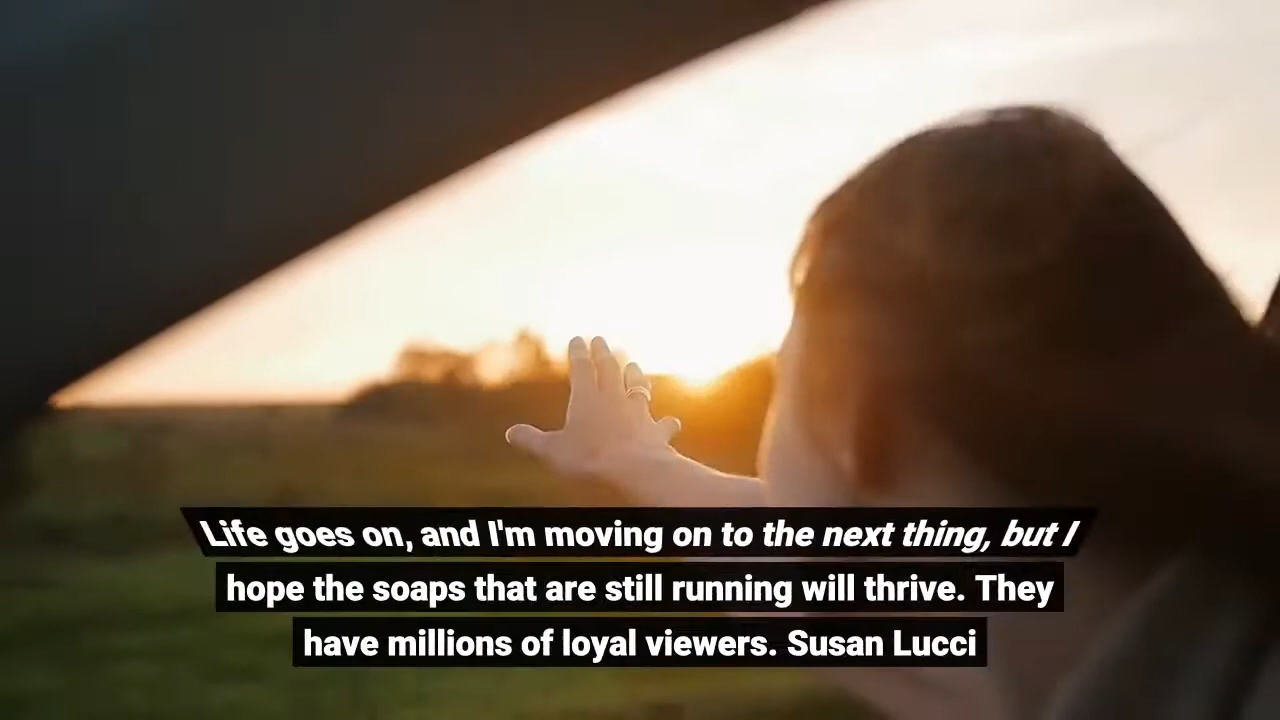 Life goes on, and I'm moving on to the next thing, but I
hope the soaps that are still running will thrive. They
have millions of loyal viewers. Susan Lucci